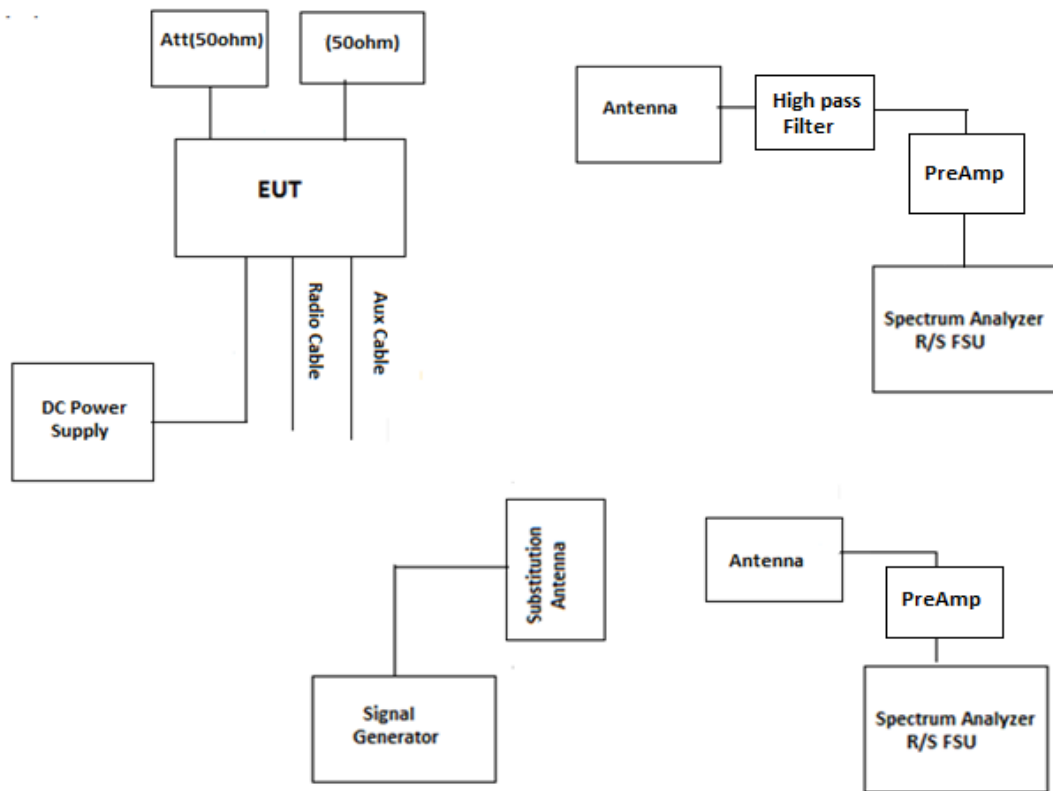 Att(50ohm)
(50ohm)
EUT
Radio Cable
Aux Cable
DC Power
Supply
Antenna
High pass
Filter
PreAmp
Spectrum Analyzer
R/S FSU
Substitution
Antenna
Signal
Generator
Antenna
PreAmp
Spectrum Analyzer
R/S FSU